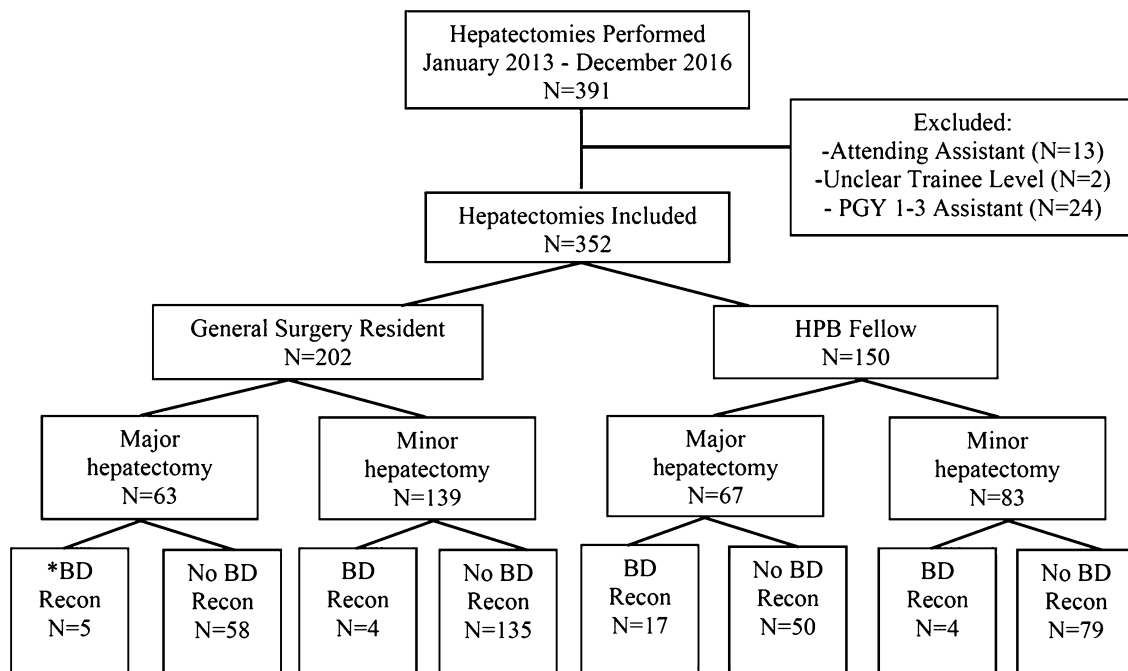 Hepatectomies Performed
January 2013 - December 2016
N=391
Excluded:
-Attending Assistant (N=13)
-Unclear Trainee Level (N=2)
- PGY 1-3 Assistant (N=24)
Hepatectomies Included
N=352
General Surgery Resident
N=202
HPB Fellow
N=150
Major
hepatectomy
N=63
Minor
hepatectomy
N=139
Major
hepatectomy
N=67
Minor
hepatectomy
N=83
*BD
Recon
N=5
No BD
Recon
N=58
BD
Recon
N=4
No BD
Recon
N=135
BD
Recon
N=17
No BD
Recon
N=50
BD
Recon
N=4
No BD
Recon
N=79